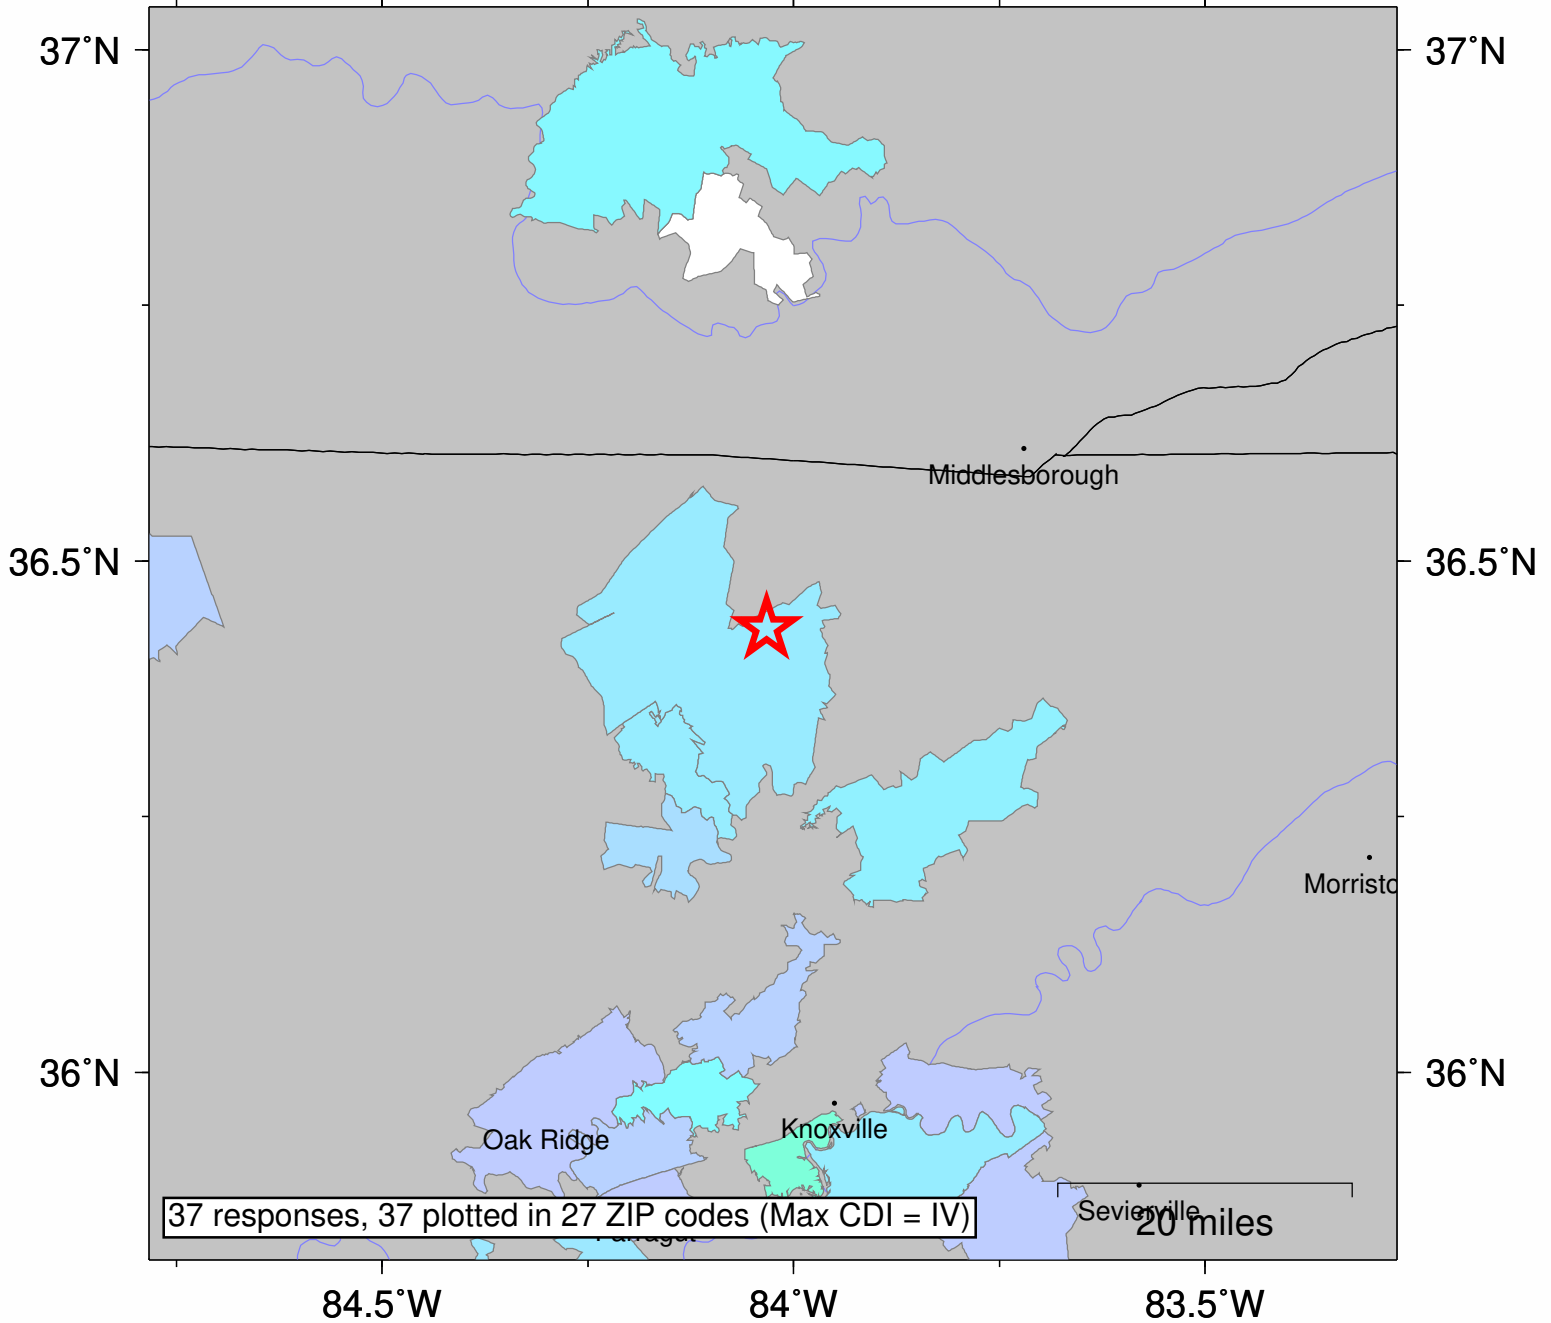 37°N
37°N
Middlesborough
36.5°N
36.5°N
Morristo
36°N
36°N
Knoxville
Oak Ridge
37 responses, 37 plotted in 27 ZIP codes (Max CDI = IV)
Sevierville
20 miles
Farragut
84.5°W
84°W
83.5°W